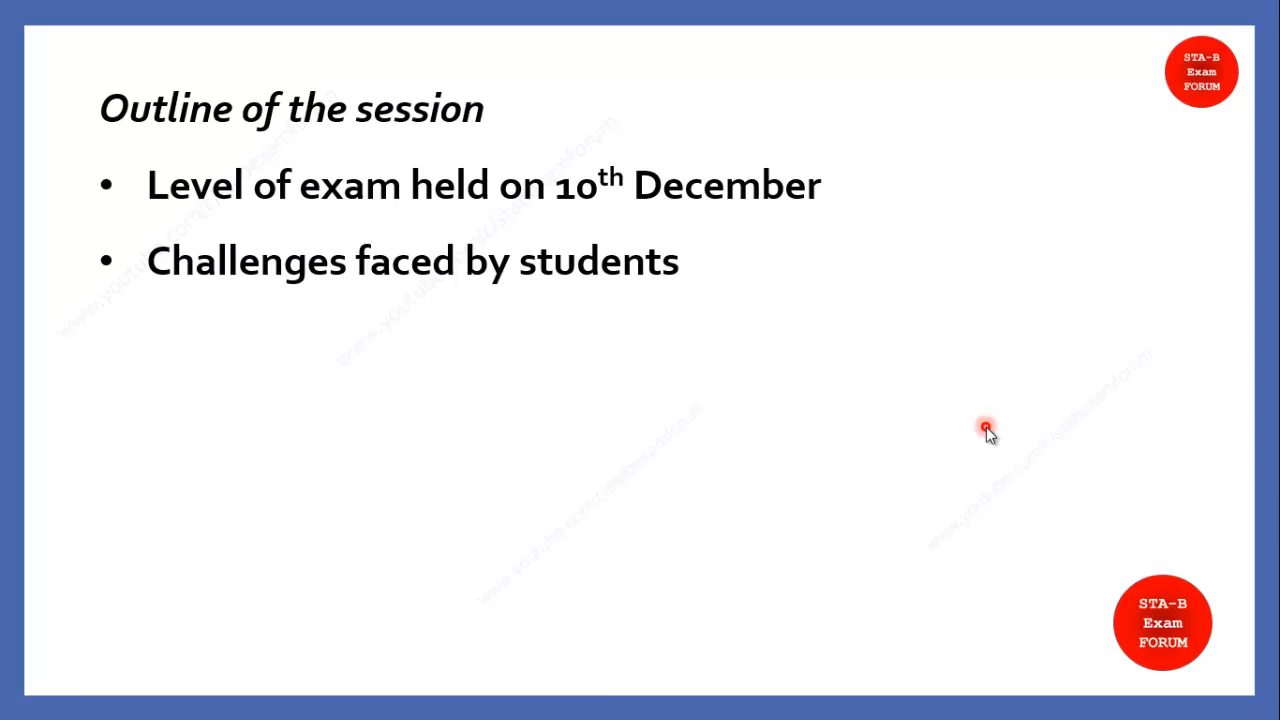 STA-B
Exam
FORUM
Outline of the session
• Level of exam held on 10th December
• Challenges faced by students
STA-B
Exam
FORUM